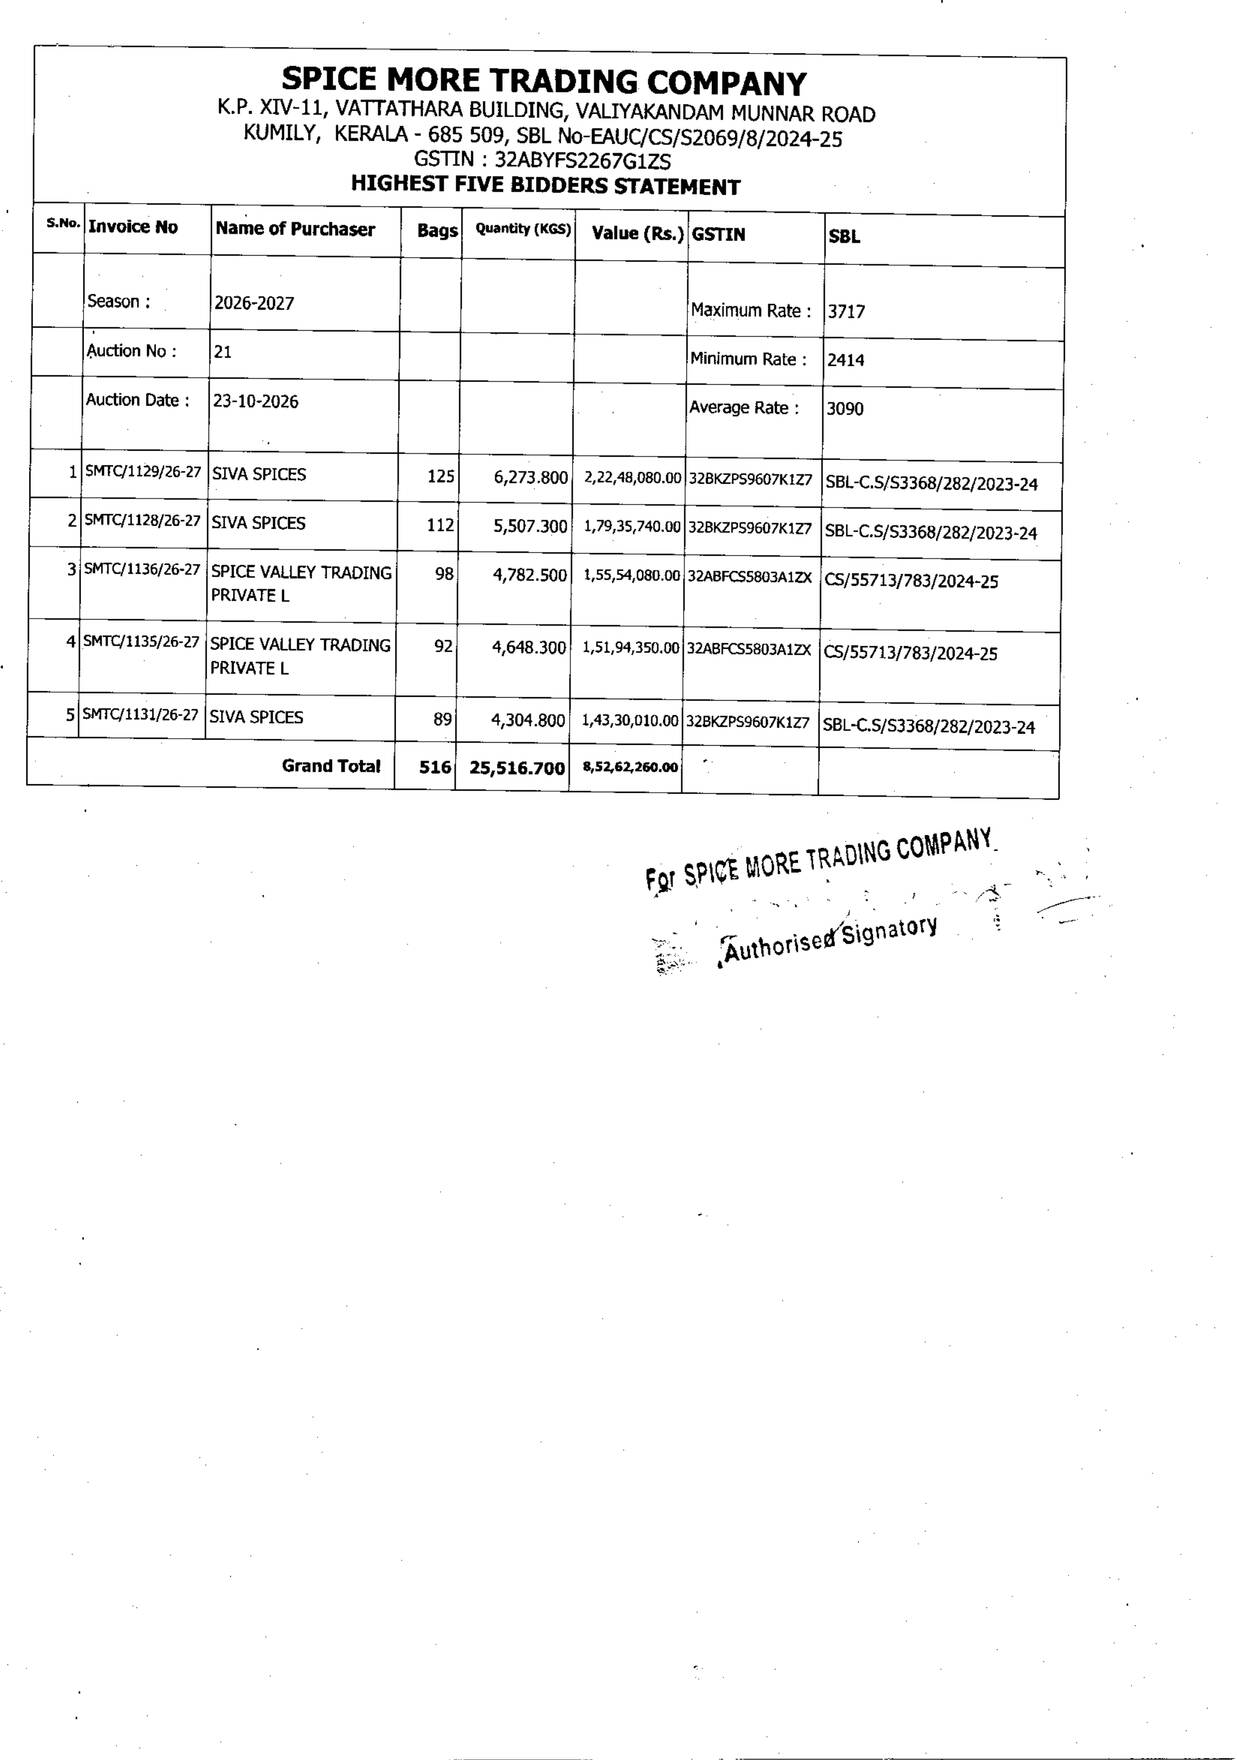 SPICE MORE TRADING COMPANY
K.P. XIV-11, VATTATHARA BUILDING, VALIYAKANDAM MUNNAR ROAD
KUMILY, KERALA - 685 509, SBL No-EAUC/CS/S2069/8/2024-25
GSTIN : 32ABYFS2267G1ZS
HIGHEST FIVE BIDDERS STATEMENT
S.No. Invoice No Name of Purchaser Bags Quantity (KGS) Value (Rs.) GSTIN SBL
Season : 2026-2027 Maximum Rate : 3717
Auction No : 21 Minimum Rate : 2414
Auction Date : 23-10-2026 Average Rate : 3090
1 SMTC/1129/26-27 SIVA SPICES 125 6,273.800 2,22,48,080.00 32BKZPS9607K1Z7 SBL-C.S/S3368/282/2023-24
2 SMTC/1128/26-27 SIVA SPICES 112 5,507.300 1,79,35,740.00 32BKZPS9607K1Z7 SBL-C.S/S3368/282/2023-24
3 SMTC/1136/26-27 SPICE VALLEY TRADING 98 4,782.500 1,55,54,080.00 32ABFCS5803A1ZX CS/55713/783/2024-25
PRIVATE L
4 SMTC/1135/26-27 SPICE VALLEY TRADING 92 4,648.300 1,51,94,350.00 32ABFCS5803A1ZX CS/55713/783/2024-25
PRIVATE L
5 SMTC/1131/26-27 SIVA SPICES 89 4,304.800 1,43,30,010.00 32BKZPS9607K1Z7 SBL-C.S/S3368/282/2023-24
Grand Total 516 25,516.700 8,52,62,260.00
For SPICE MORE TRADING COMPANY
Authorised Signatory